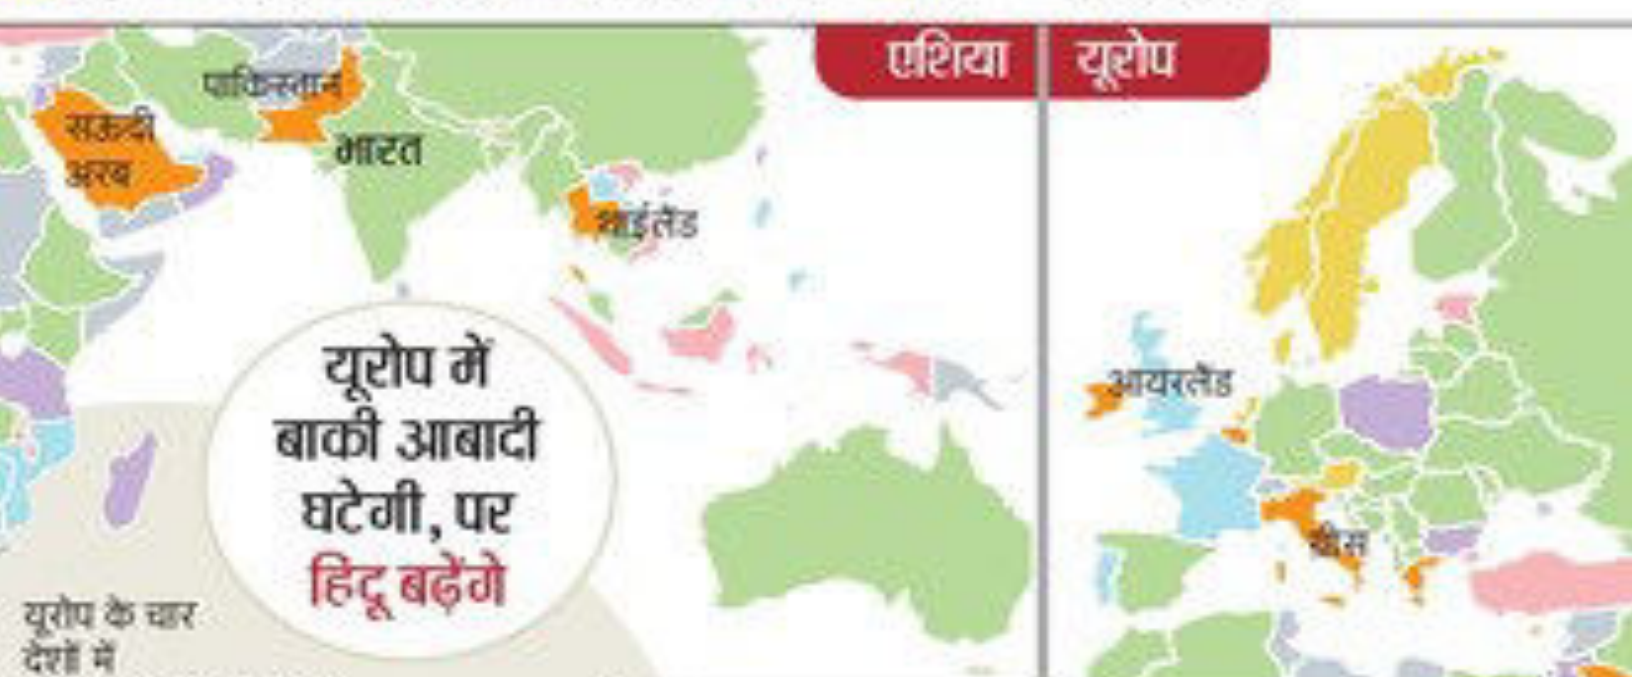 एशिया
यूरोप
पाकिस्तान
सऊदी
अरब
भारत
थाईलैंड
आयरलैंड
ग्रीस
यूरोप में
बाकी आबादी
घटेगी, पर
हिंदू बढ़ेंगे
यूरोप के चार
देशों में